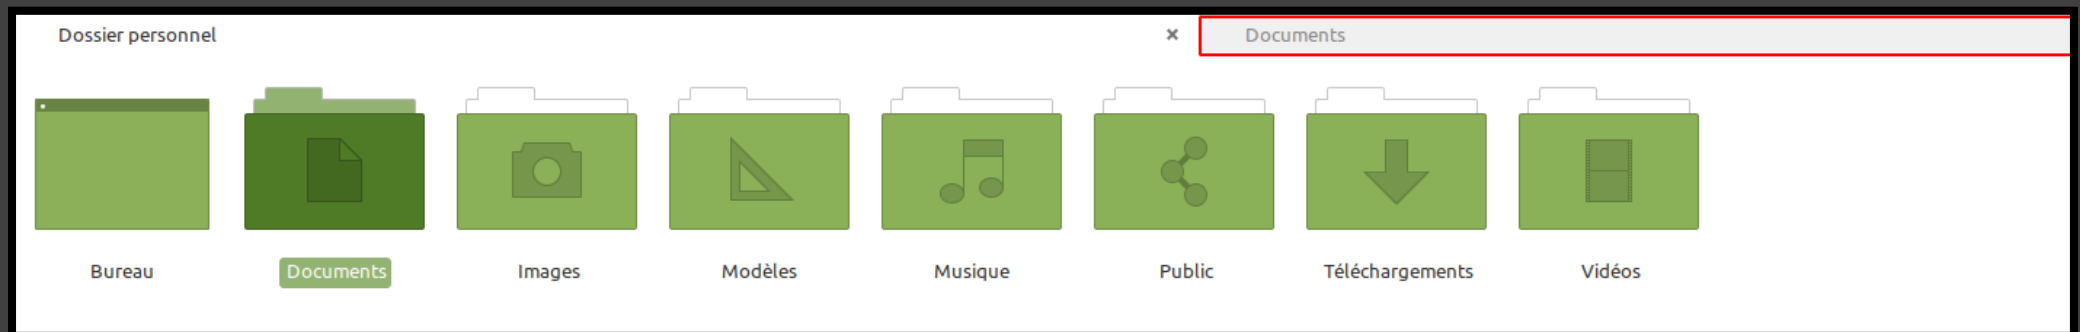 Dossier personnel × Documents
Bureau Documents Images Modèles Musique Public Téléchargements Vidéos